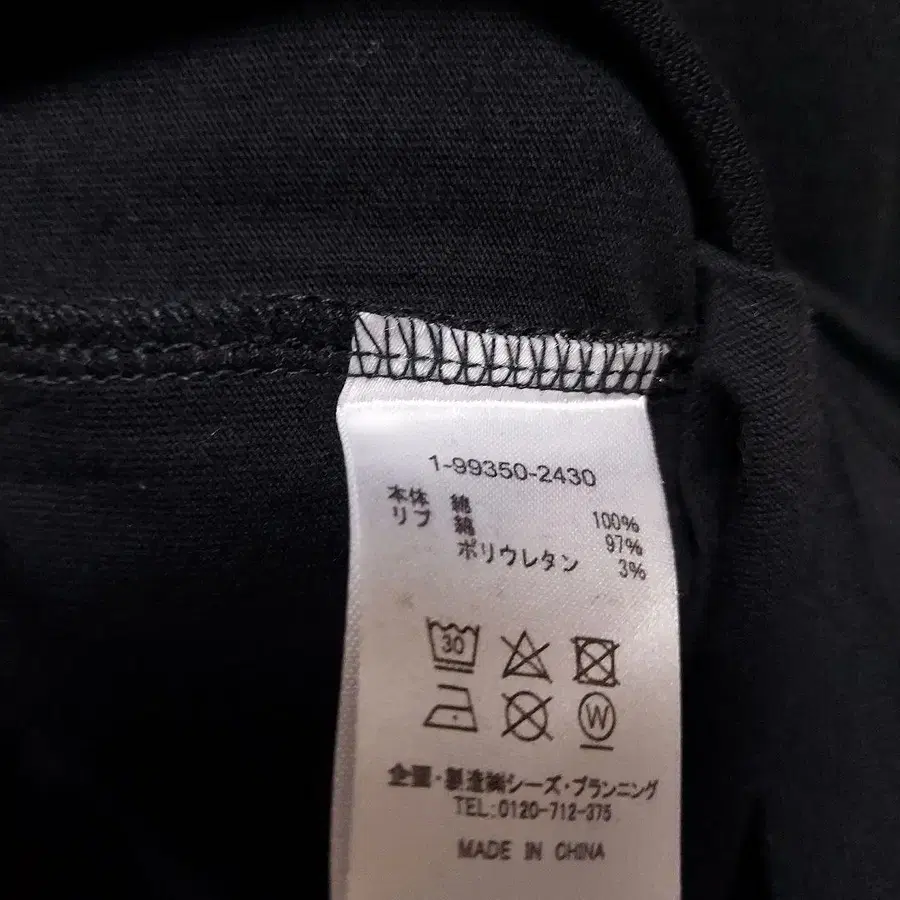 1-99350-2430
本体 綿 100%
リブ 綿 97%
ポリウレタン 3%
30
W
企画・製造㈱シーズ・プランニング
TEL:0120-712-375
MADE IN CHINA